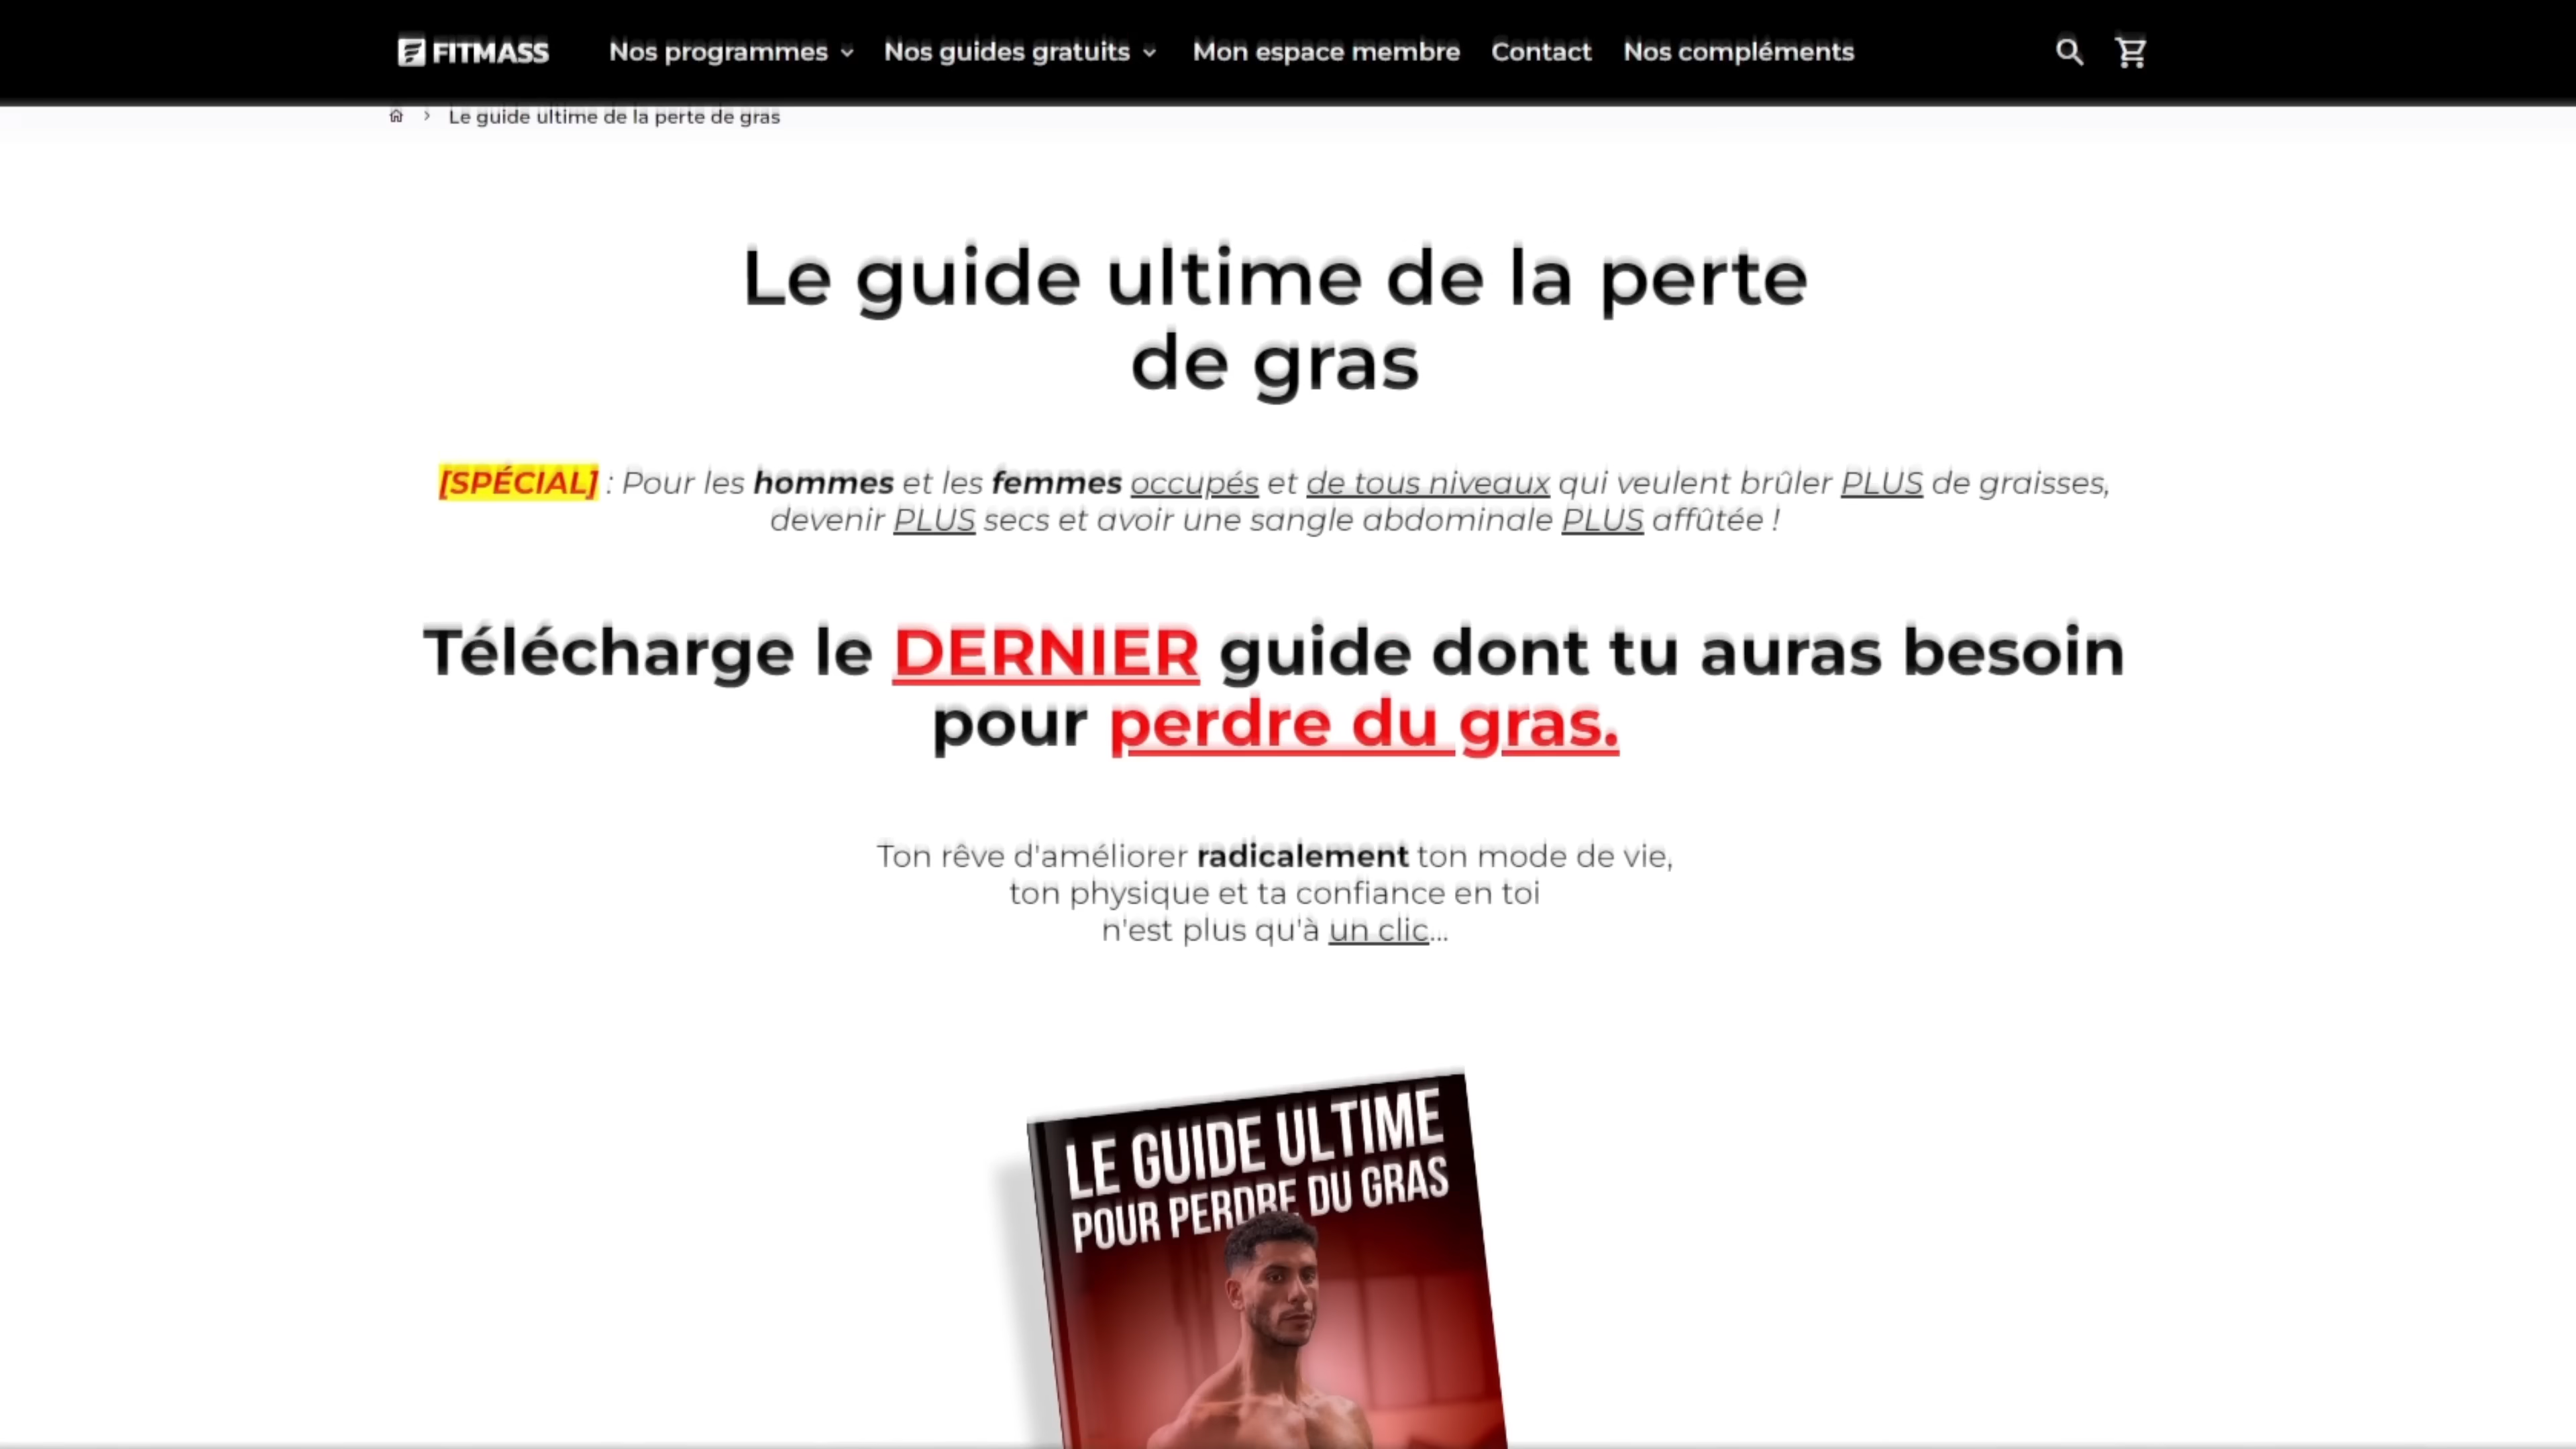 FITMASS Nos programmes Nos guides gratuits Mon espace membre Contact Nos compléments
Le guide ultime de la perte de gras
Le guide ultime de la perte
de gras
[SPÉCIAL] : Pour les hommes et les femmes occupés et de tous niveaux qui veulent brûler PLUS de graisses,
devenir PLUS secs et avoir une sangle abdominale PLUS affûtée !
Télécharge le DERNIER guide dont tu auras besoin
pour perdre du gras.
Ton rêve d'améliorer radicalement ton mode de vie,
ton physique et ta confiance en toi
n'est plus qu'à un clic...
LE GUIDE ULTIME
POUR PERDRE DU GRAS